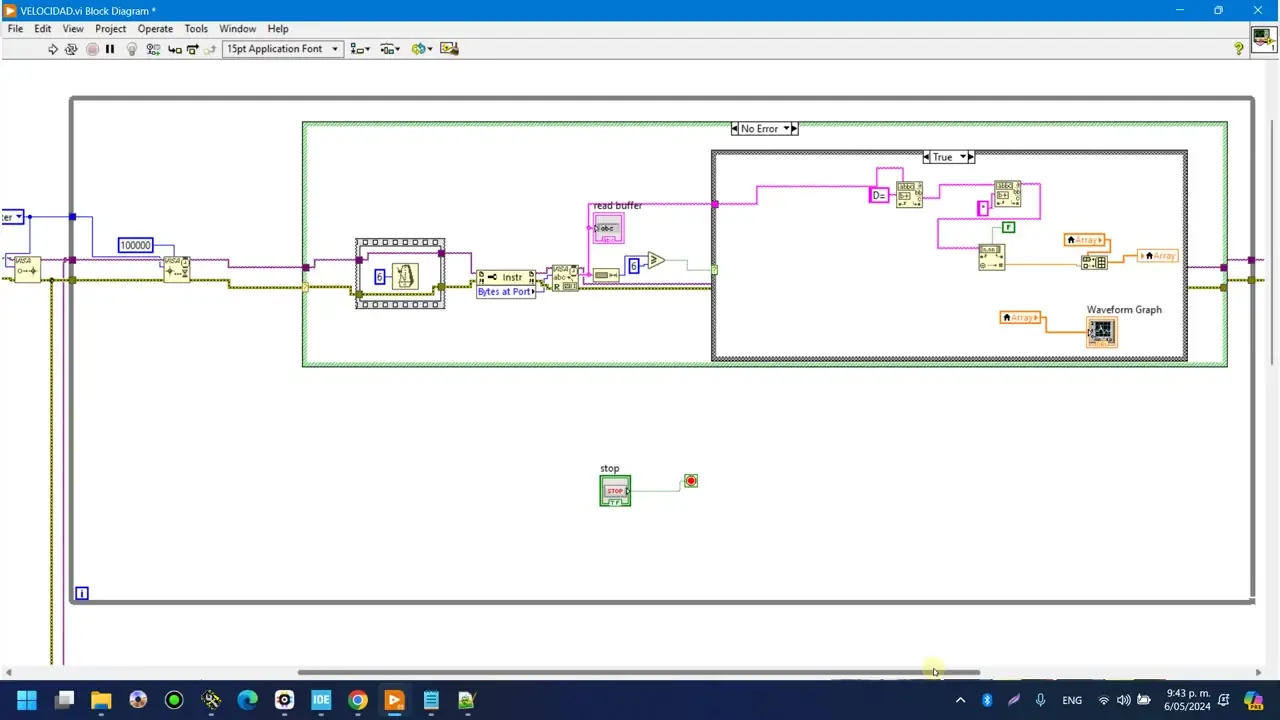 VELOCIDAD.vi Block Diagram *
File Edit View Project Operate Tools Window Help
15pt Application Font
No Error
True
D=
read buffer
100000
Array
Array
6
6
Instr
Bytes at Port
R
F
Array
Waveform Graph
stop
STOP
TF
i
IDE
ENG
9:43 p. m.
6/05/2024